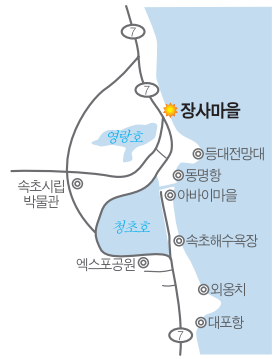 7
7
장사마을
영랑호
등대전망대
동명항
속초시립
박물관
아바이마을
청초호
속초해수욕장
엑스포공원
외옹치
대포항
7